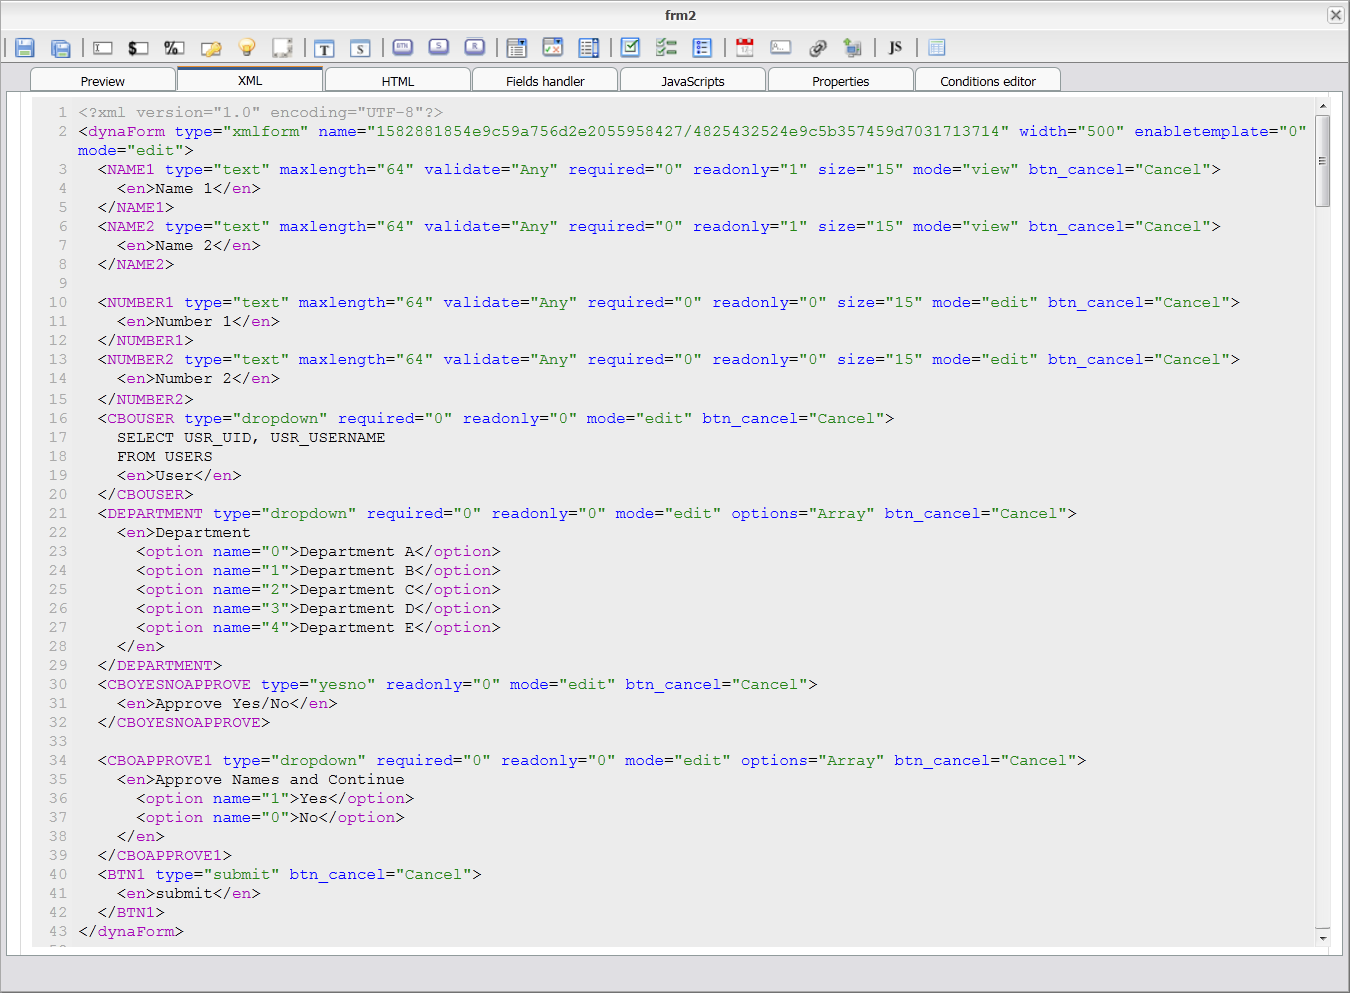 frm2
$ % T S BTN S R A.. JS
Preview XML HTML Fields handler JavaScripts Properties Conditions editor
1 <?xml version="1.0" encoding="UTF-8"?>
2 <dynaForm type="xmlform" name="1582881854e9c59a756d2e2055958427/4825432524e9c5b357459d7031713714" width="500" enabletemplate="0"
mode="edit">
3 <NAME1 type="text" maxlength="64" validate="Any" required="0" readonly="1" size="15" mode="view" btn_cancel="Cancel">
4 <en>Name 1</en>
5 </NAME1>
6 <NAME2 type="text" maxlength="64" validate="Any" required="0" readonly="1" size="15" mode="view" btn_cancel="Cancel">
7 <en>Name 2</en>
8 </NAME2>
9
10 <NUMBER1 type="text" maxlength="64" validate="Any" required="0" readonly="0" size="15" mode="edit" btn_cancel="Cancel">
11 <en>Number 1</en>
12 </NUMBER1>
13 <NUMBER2 type="text" maxlength="64" validate="Any" required="0" readonly="0" size="15" mode="edit" btn_cancel="Cancel">
14 <en>Number 2</en>
15 </NUMBER2>
16 <CBOUSER type="dropdown" required="0" readonly="0" mode="edit" btn_cancel="Cancel">
17 SELECT USR_UID, USR_USERNAME
18 FROM USERS
19 <en>User</en>
20 </CBOUSER>
21 <DEPARTMENT type="dropdown" required="0" readonly="0" mode="edit" options="Array" btn_cancel="Cancel">
22 <en>Department
23 <option name="0">Department A</option>
24 <option name="1">Department B</option>
25 <option name="2">Department C</option>
26 <option name="3">Department D</option>
27 <option name="4">Department E</option>
28 </en>
29 </DEPARTMENT>
30 <CBOYESNOAPPROVE type="yesno" readonly="0" mode="edit" btn_cancel="Cancel">
31 <en>Approve Yes/No</en>
32 </CBOYESNOAPPROVE>
33
34 <CBOAPPROVE1 type="dropdown" required="0" readonly="0" mode="edit" options="Array" btn_cancel="Cancel">
35 <en>Approve Names and Continue
36 <option name="1">Yes</option>
37 <option name="0">No</option>
38 </en>
39 </CBOAPPROVE1>
40 <BTN1 type="submit" btn_cancel="Cancel">
41 <en>submit</en>
42 </BTN1>
43 </dynaForm>